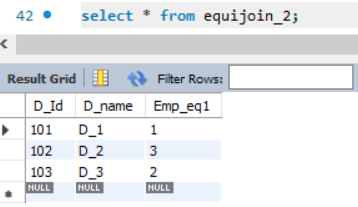 42 select * from equijoin_2;
Result Grid Filter Rows:
D_Id D_name Emp_eq1
101 D_1 1
102 D_2 3
103 D_3 2
NULL NULL NULL